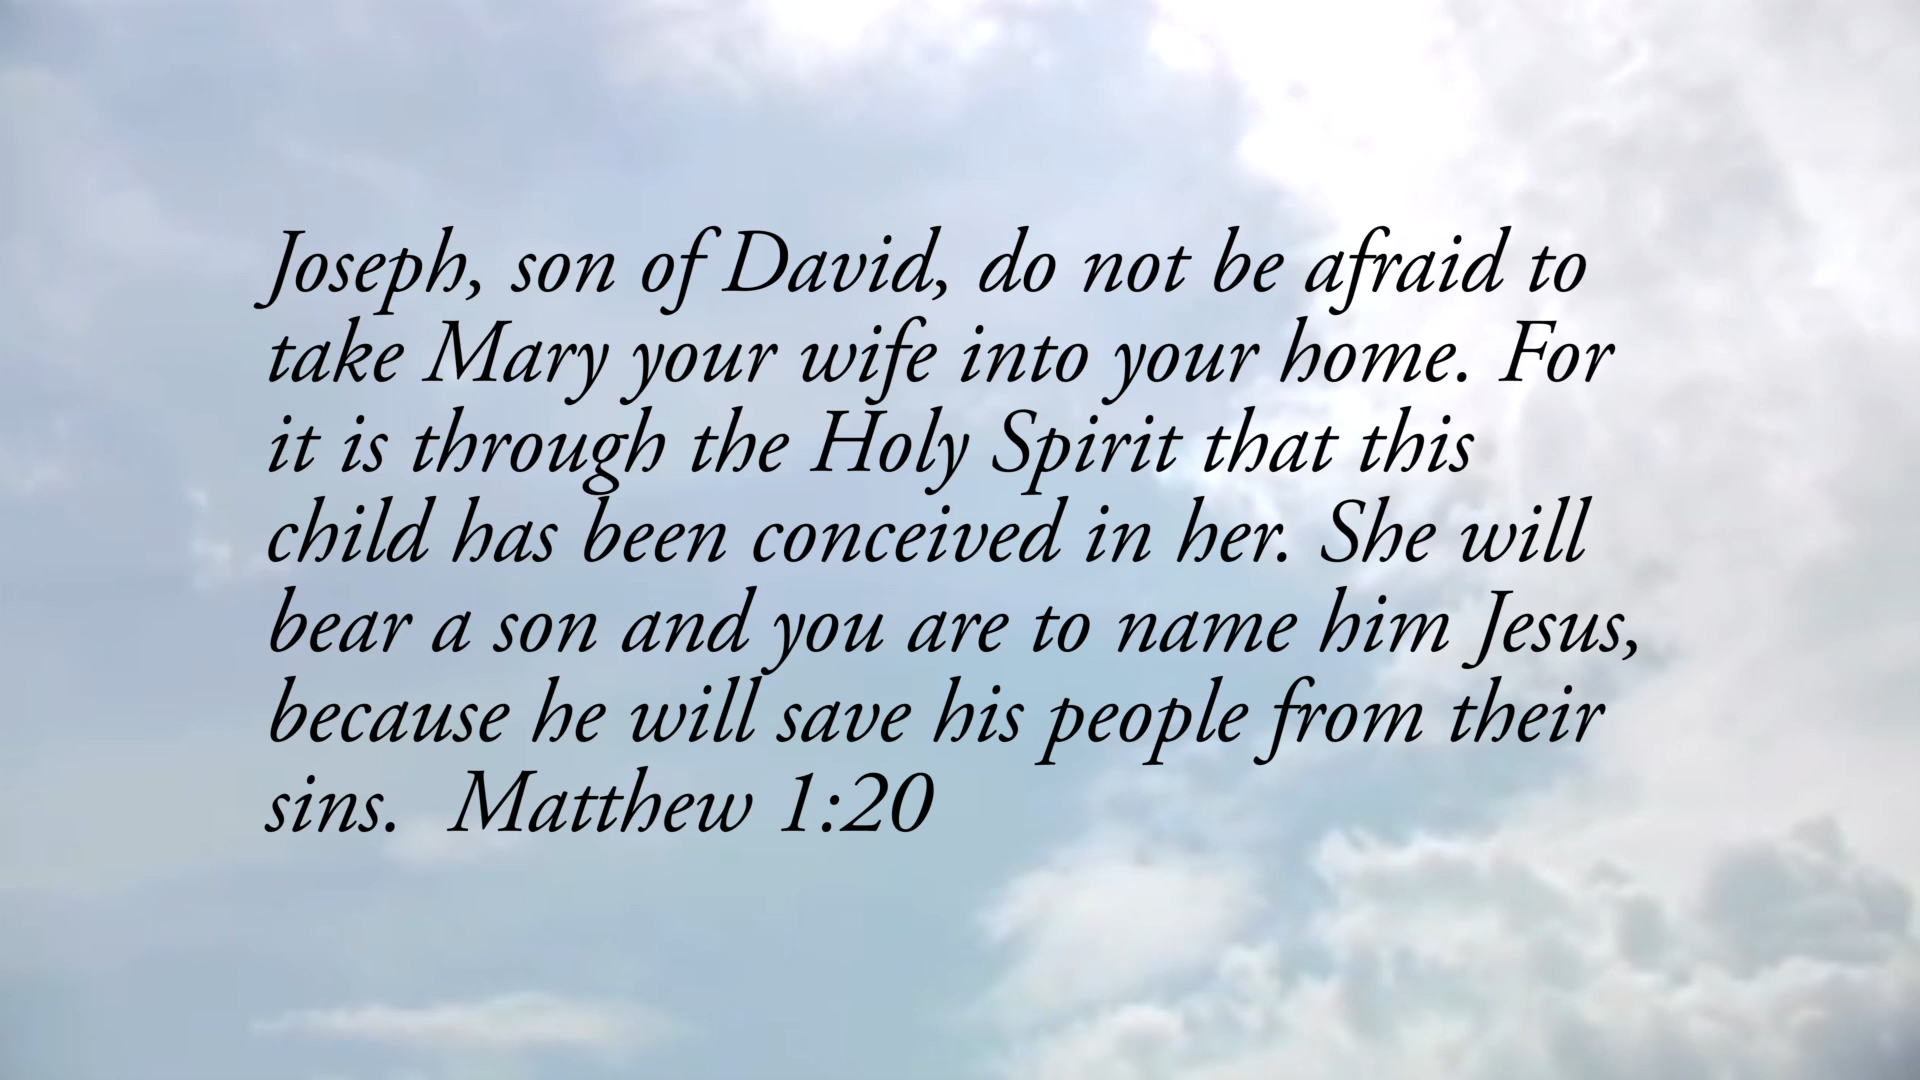 Joseph, son of David, do not be afraid to
take Mary your wife into your home. For
it is through the Holy Spirit that this
child has been conceived in her. She will
bear a son and you are to name him Jesus,
because he will save his people from their
sins.  Matthew 1:20